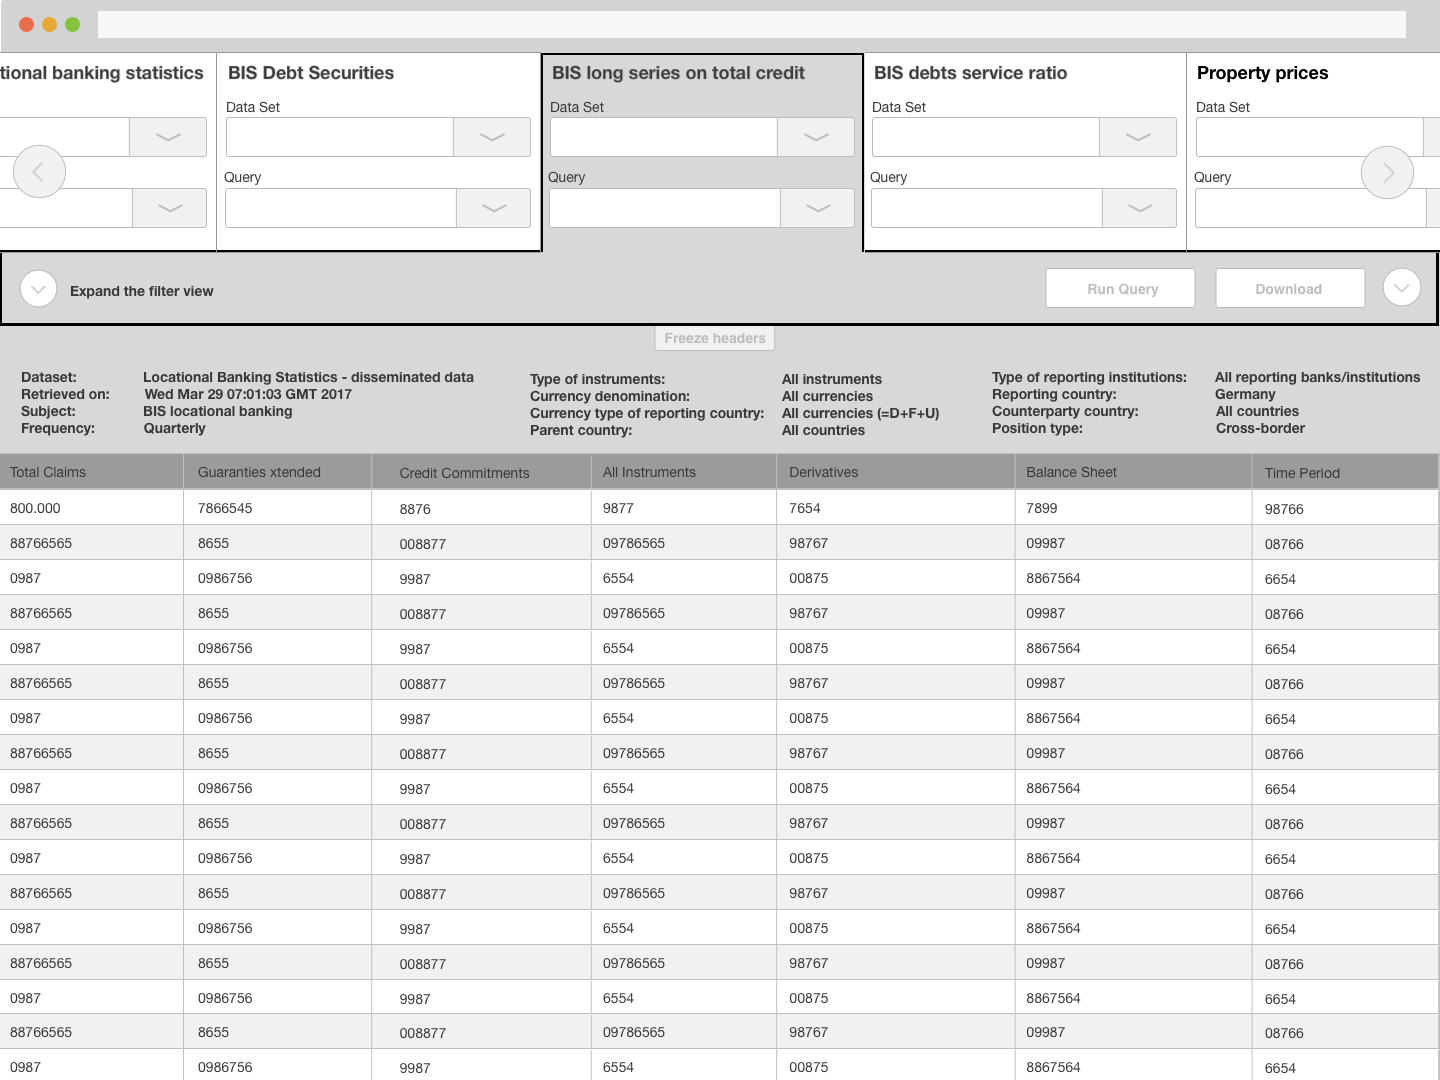 tional banking statistics BIS Debt Securities BIS long series on total credit BIS debts service ratio Property prices
Data Set Data Set Data Set Data Set
Query Query Query Query
Expand the filter view Run Query Download
Freeze headers
Dataset: Locational Banking Statistics - disseminated data Type of instruments: All instruments Type of reporting institutions: All reporting banks/institutions
Retrieved on: Wed Mar 29 07:01:03 GMT 2017 Currency denomination: All currencies Reporting country: Germany
Subject: BIS locational banking Currency type of reporting country: All currencies (=D+F+U) Counterparty country: All countries
Frequency: Quarterly Parent country: All countries Position type: Cross-border
Total Claims Guaranties xtended Credit Commitments All Instruments Derivatives Balance Sheet Time Period
800.000 7866545 8876 9877 7654 7899 98766
88766565 8655 008877 09786565 98767 09987 08766
0987 0986756 9987 6554 00875 8867564 6654
88766565 8655 008877 09786565 98767 09987 08766
0987 0986756 9987 6554 00875 8867564 6654
88766565 8655 008877 09786565 98767 09987 08766
0987 0986756 9987 6554 00875 8867564 6654
88766565 8655 008877 09786565 98767 09987 08766
0987 0986756 9987 6554 00875 8867564 6654
88766565 8655 008877 09786565 98767 09987 08766
0987 0986756 9987 6554 00875 8867564 6654
88766565 8655 008877 09786565 98767 09987 08766
0987 0986756 9987 6554 00875 8867564 6654
88766565 8655 008877 09786565 98767 09987 08766
0987 0986756 9987 6554 00875 8867564 6654
88766565 8655 008877 09786565 98767 09987 08766
0987 0986756 9987 6554 00875 8867564 6654